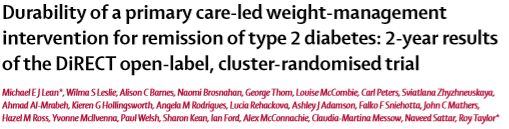 Durability of a primary care-led weight-management
intervention for remission of type 2 diabetes: 2-year results
of the DiRECT open-label, cluster-randomised trial
Michael E J Lean*, Wilma S Leslie, Alison C Barnes, Naomi Brosnahan, George Thom, Louise McCombie, Carl Peters, Sviatlana Zhyzhneuskaya,
Ahmad Al-Mrabeh, Kieren G Hollingsworth, Angela M Rodrigues, Lucia Rehackova, Ashley J Adamson, Falko F Sniehotta, John C Mathers,
Hazel M Ross, Yvonne McIlvenna, Paul Welsh, Sharon Kean, Ian Ford, Alex McConnachie, Claudia-Martina Messow, Naveed Sattar, Roy Taylor*